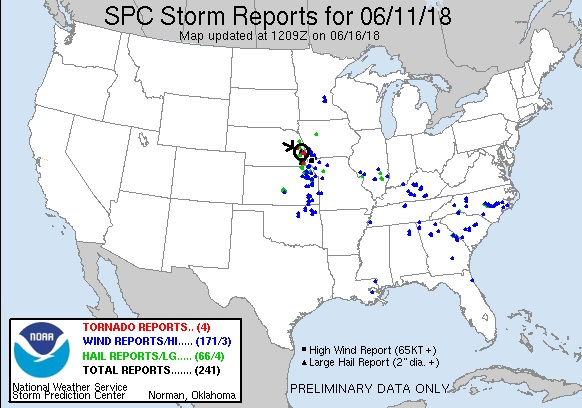 SPC Storm Reports for 06/11/18
Map updated at 1209Z on 06/16/18
NOAA
TORNADO REPORTS.. (4)
WIND REPORTS/HI..... (171/3)
HAIL REPORTS/LG..... (66/4)
TOTAL REPORTS....... (241)
National Weather Service
Storm Prediction Center Norman, Oklahoma
High Wind Report (65KT +)
Large Hail Report (2" dia. +)
PRELIMINARY DATA ONLY